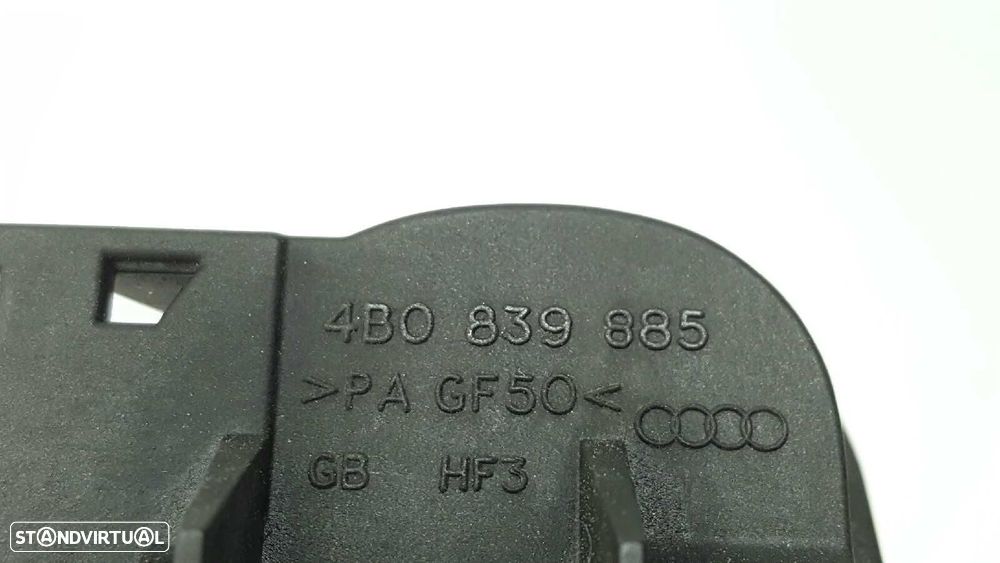 4B0 839 885
>PA GF50<
GB HF3
STANDVIRTUAL